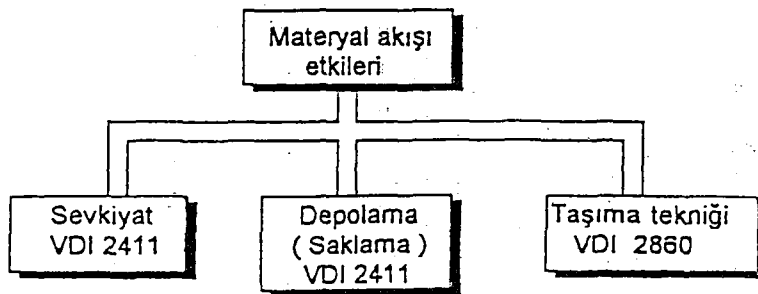 Materyal akışı
etkileri
Sevkiyat
VDI 2411
Depolama
( Saklama )
VDI 2411
Taşıma tekniği
VDI 2860